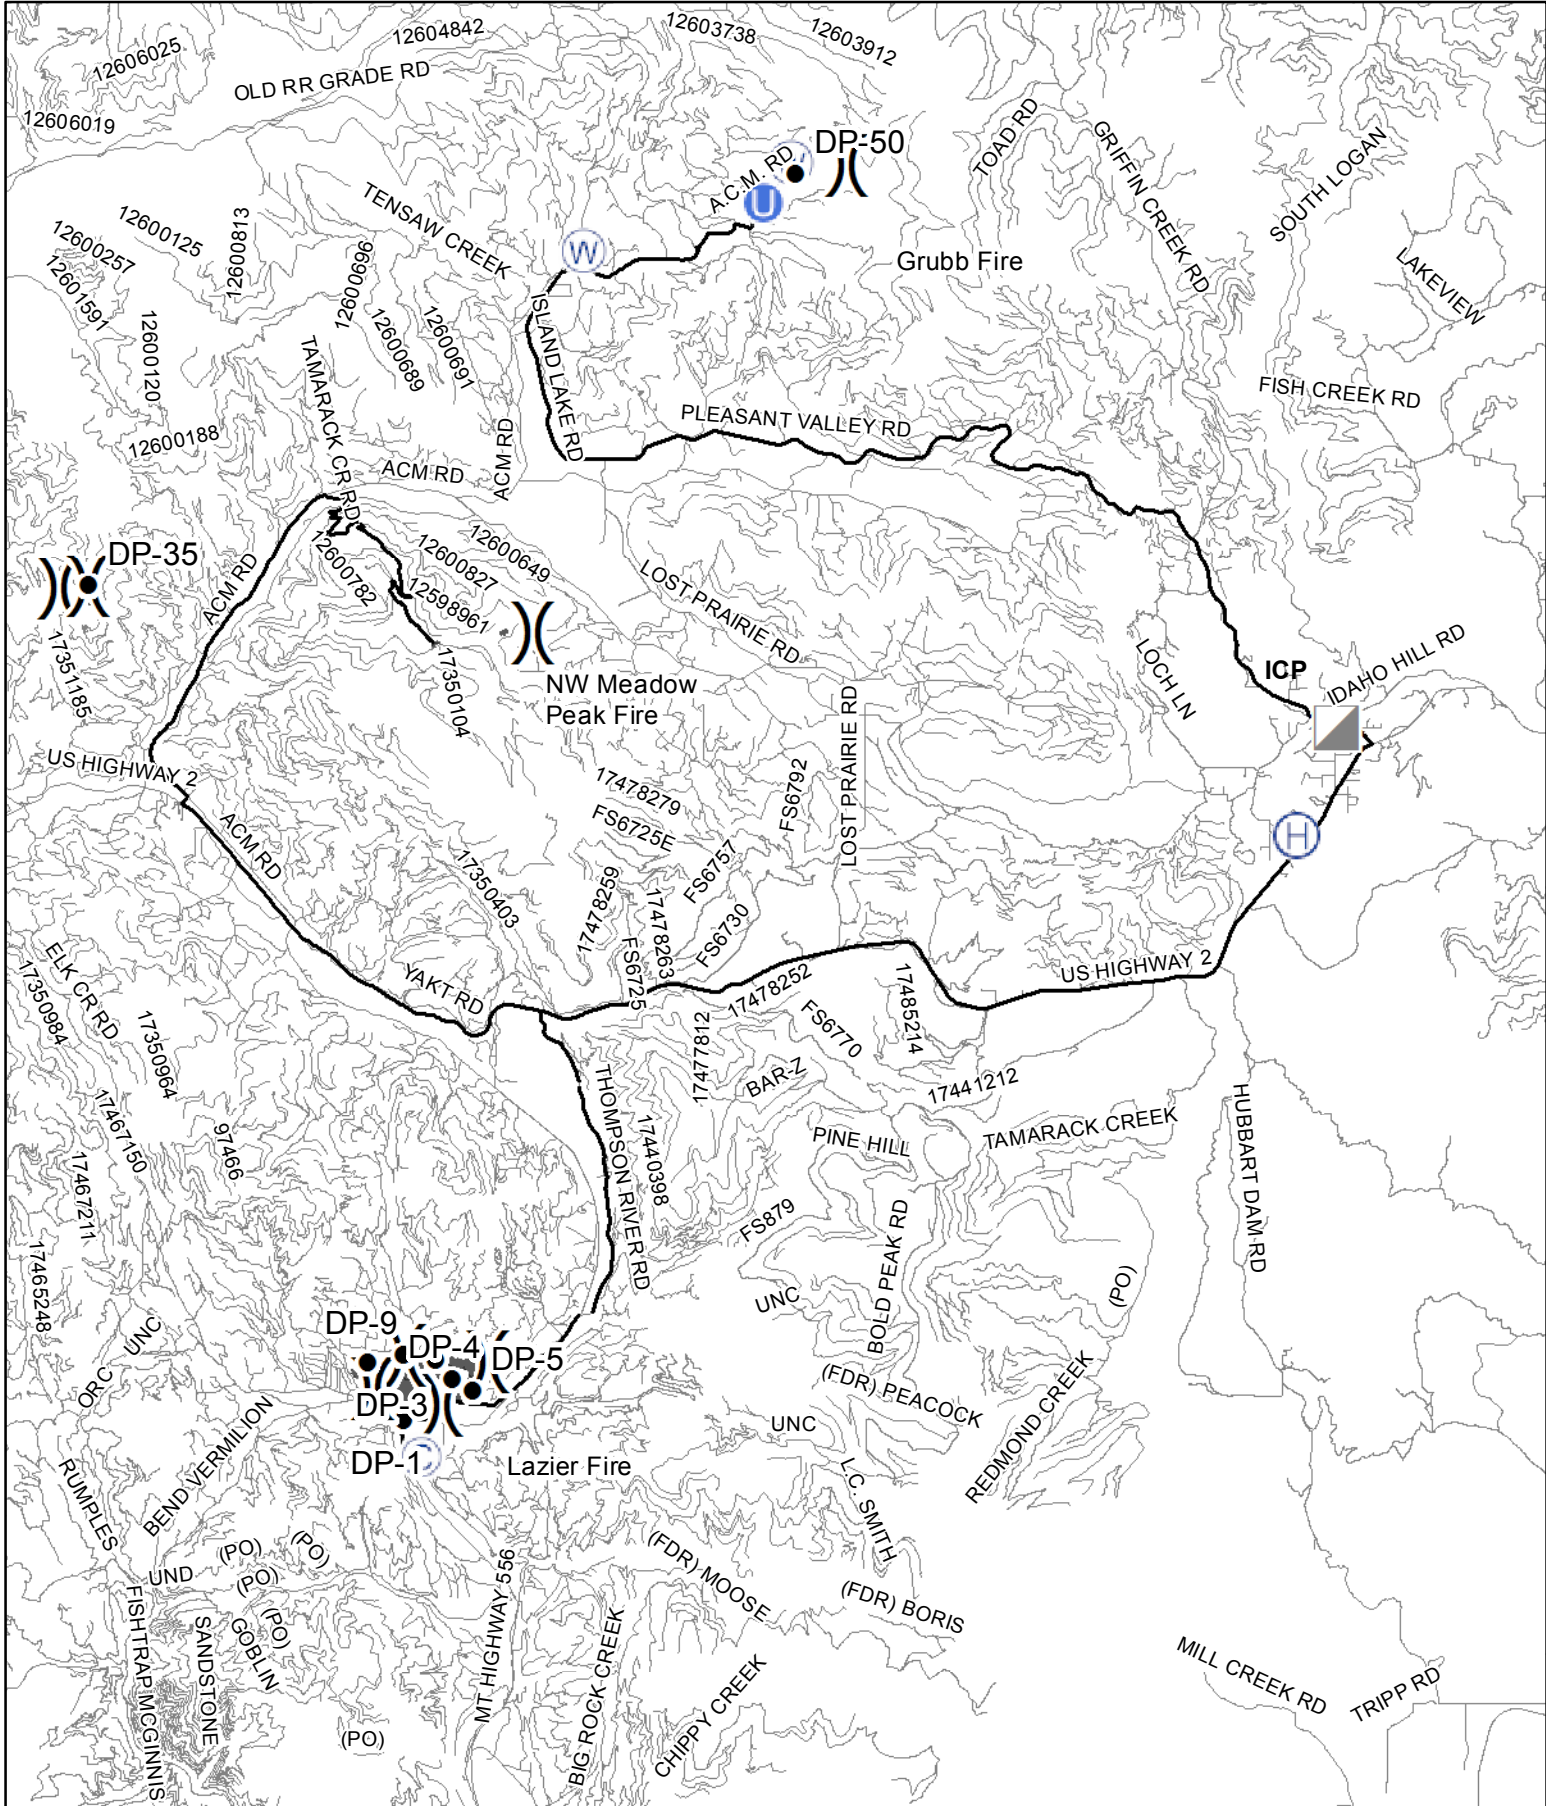 12606025
12604842
12603738
12603912
OLD RR GRADE RD
12606019
DP-50
A.C.M. RD
U
TOAD RD
GRIFFIN CREEK RD
SOUTH LOGAN
TENSAW CREEK
12600125
12600813
12600257
12601591
12600696
W
Grubb Fire
LAKEVIEW
12600120
12600689
12600691
ISLAND LAKE RD
TAMARACK CR RD
FISH CREEK RD
PLEASANT VALLEY RD
12600188
ACM RD
ACM RD
DP-35
ACM RD
12600782
12600827
12600649
12598961
LOST PRAIRIE RD
17351185
17350104
NW Meadow
Peak Fire
LOCH LN
ICP
IDAHO HILL RD
US HIGHWAY 2
LOST PRAIRIE RD
17478279
FS6725E
FS6792
ACM RD
H
FS6757
17350403
17478259
17478263
FS6730
FS6725
YAKT RD
17478252
17485214
US HIGHWAY 2
ELK CR RD
17350984
17350964
17477812
FS6770
BAR-Z
17441212
THOMPSON RIVER RD
17440398
PINE HILL
TAMARACK CREEK
HUBBART DAM RD
17467150
97466
17467211
FS879
BOLD PEAK RD
17465248
UNC
UNC
(PO)
ORC
DP-9
DP-4
DP-5
DP-3
DP-1
Lazier Fire
(FDR) PEACOCK
REDMOND CREEK
UNC
BEND VERMILION
RUMPLES
L.C. SMITH
(PO)
(PO)
UND
(PO)
(PO)
GOBLIN
(FDR) MOOSE
(FDR) BORIS
MT HIGHWAY 556
FISHTRAP MCGINNIS
SANDSTONE
BIG ROCK CREEK
CHIPPY CREEK
(PO)
MILL CREEK RD
TRIPP RD